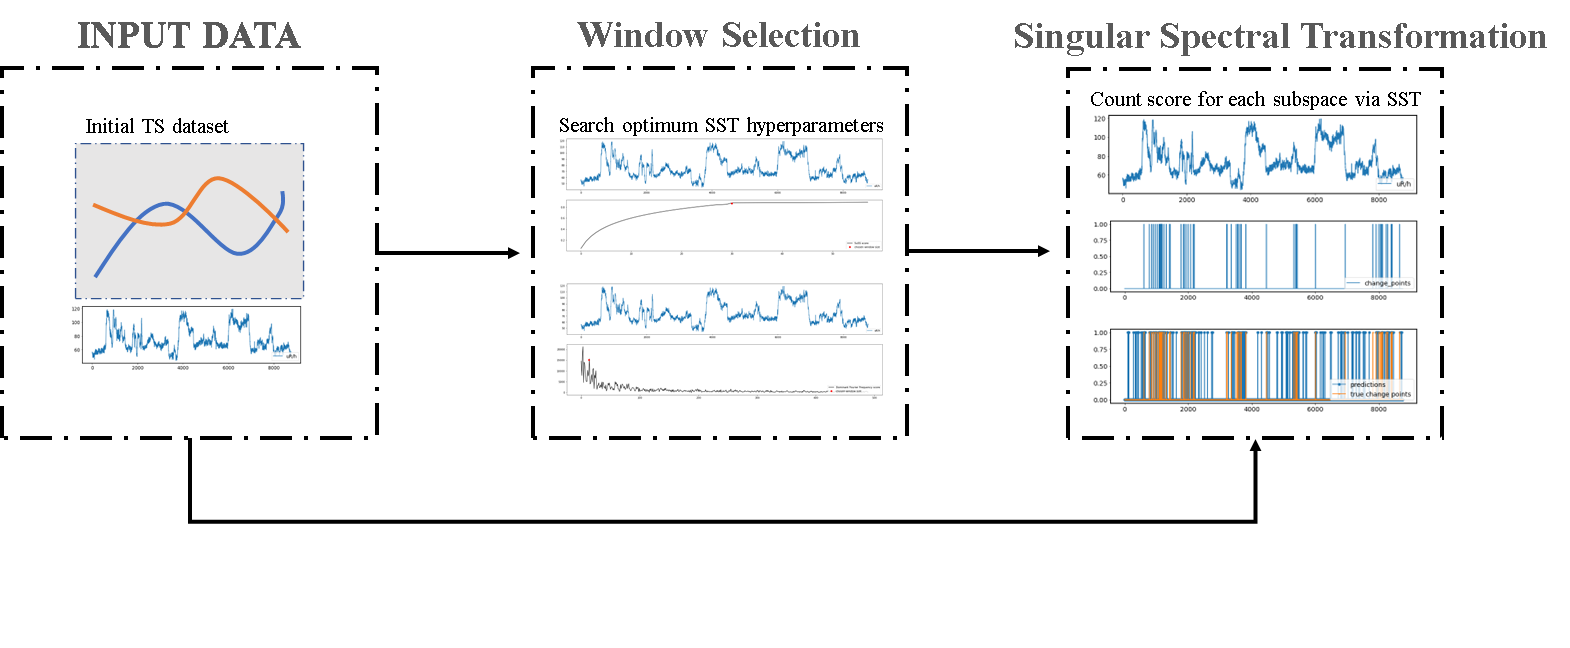 INPUT DATA
Window Selection
Singular Spectral Transformation
Initial TS dataset
120
100
80
60
uR/h
0 2000 4000 6000 8000
Search optimum SST hyperparameters
Count score for each subspace via SST
120
100
80
60
uR/h
0 2000 4000 6000 8000
1.00
0.75
0.50
0.25
0.00
change_points
0 2000 4000 6000 8000
1.00
0.75
0.50
0.25
0.00
predictions
true change points
0 2000 4000 6000 8000